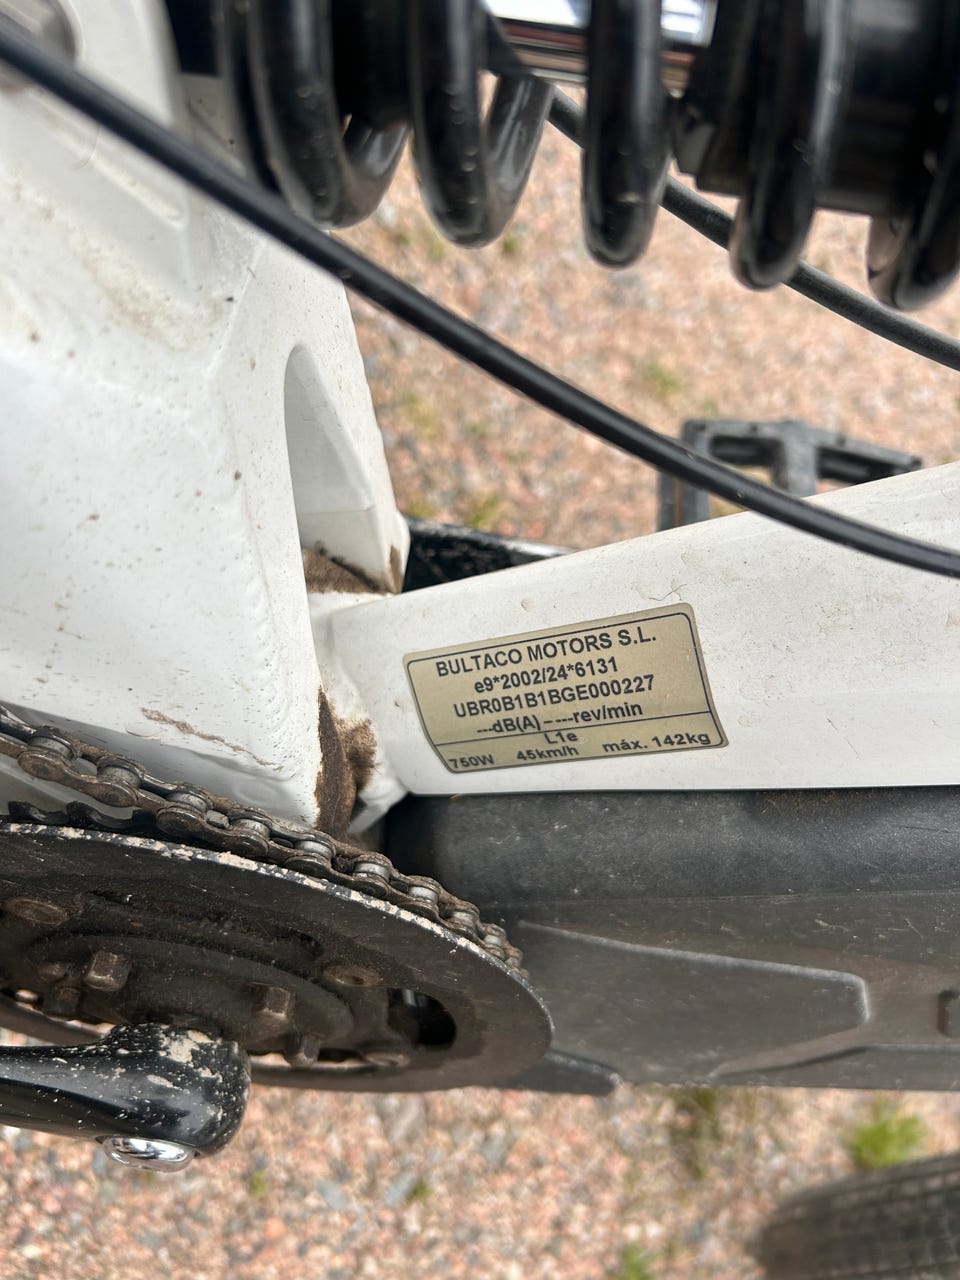 BULTACO MOTORS S.L.
e9*2002/24*6131
UBR0B1B1BGE000227
---dB(A) – ---rev/min
L1e
750W 45km/h máx. 142kg